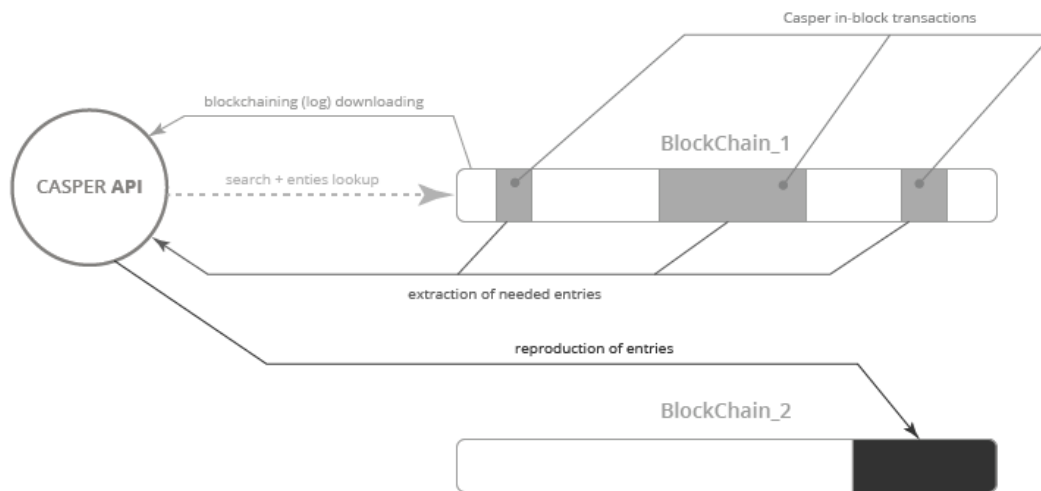 Casper in-block transactions
blockchaining (log) downloading
BlockChain_1
CASPER API
search + enties lookup
extraction of needed entries
reproduction of entries
BlockChain_2